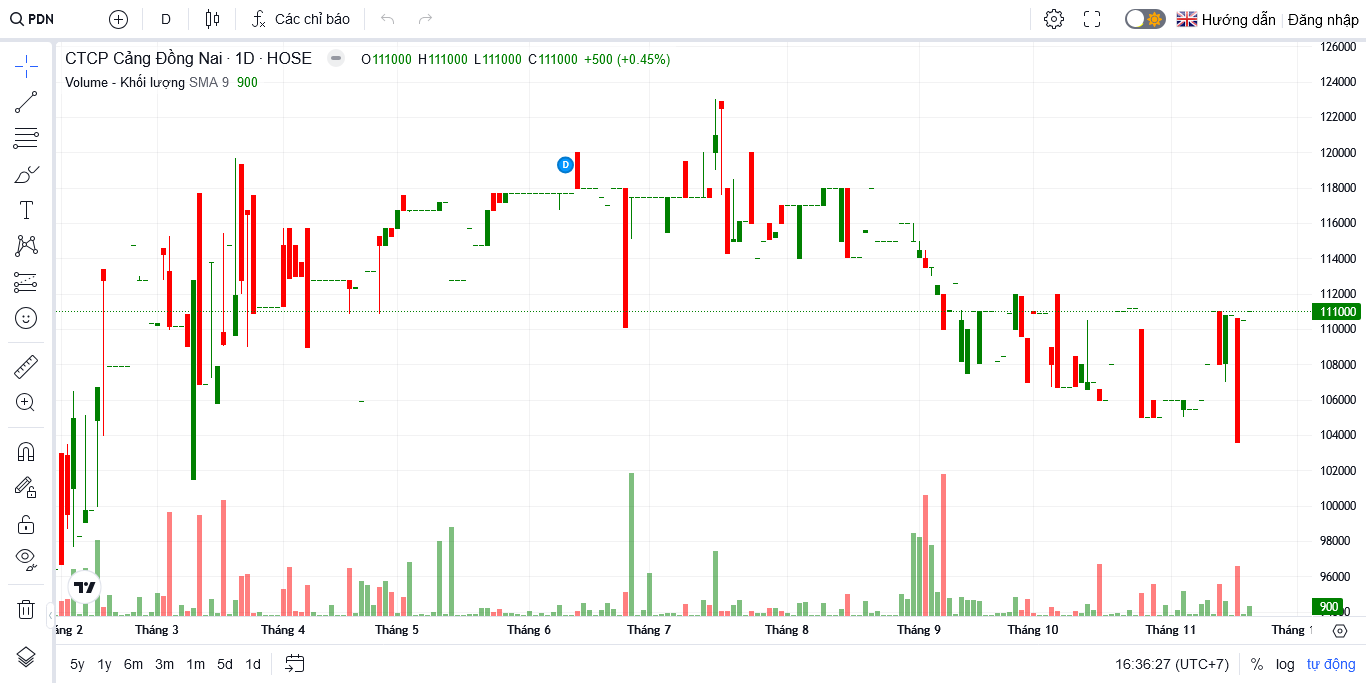 PDN D Các chỉ báo Hướng dẫn Đăng nhập
CTCP Cảng Đồng Nai · 1D · HOSE O111000 H111000 L111000 C111000 +500 (+0.45%)
Volume - Khối lượng SMA 9 900
126000
124000
122000
120000
118000
116000
114000
112000
111000
110000
108000
106000
104000
102000
100000
98000
96000
900
D
T
Tháng 3 Tháng 4 Tháng 5 Tháng 6 Tháng 7 Tháng 8 Tháng 9 Tháng 10 Tháng 11
5y 1y 6m 3m 1m 5d 1d 16:36:27 (UTC+7) % log tự động